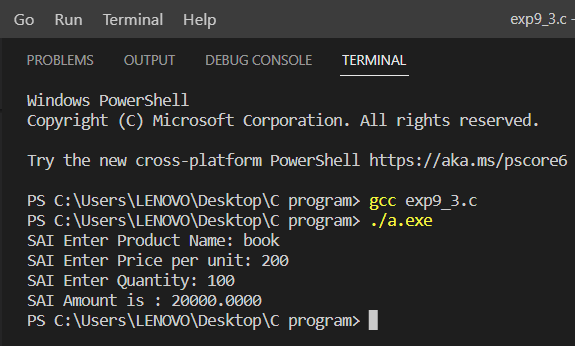 Go Run Terminal Help exp9_3.c -
PROBLEMS OUTPUT DEBUG CONSOLE TERMINAL
Windows PowerShell
Copyright (C) Microsoft Corporation. All rights reserved.
Try the new cross-platform PowerShell https://aka.ms/pscore6
PS C:\Users\LENOVO\Desktop\C program> gcc exp9_3.c
PS C:\Users\LENOVO\Desktop\C program> ./a.exe
SAI Enter Product Name: book
SAI Enter Price per unit: 200
SAI Enter Quantity: 100
SAI Amount is : 20000.0000
PS C:\Users\LENOVO\Desktop\C program>